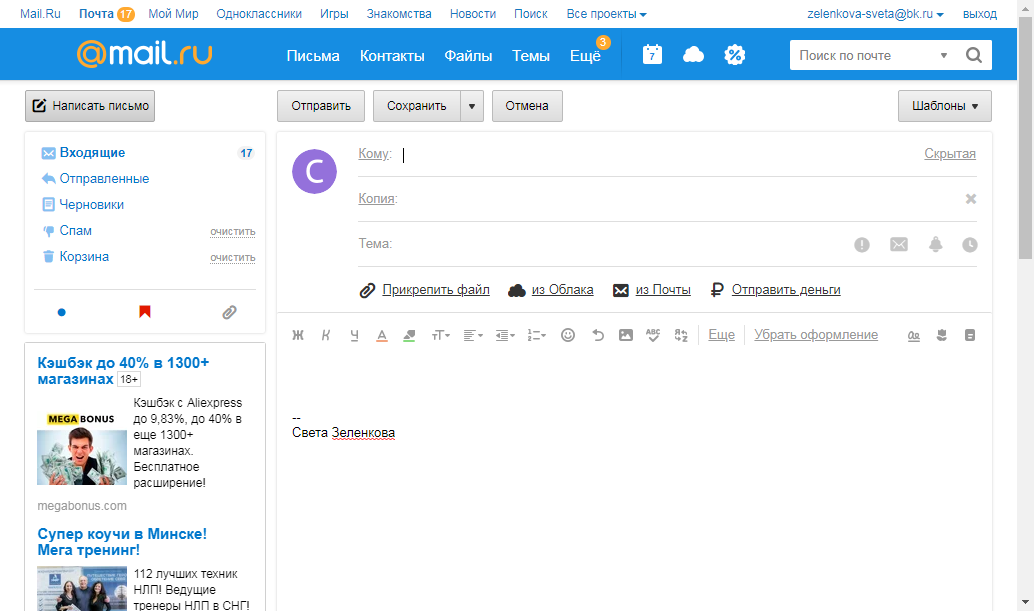 Mail.Ru Почта 17 Мой Мир Одноклассники Игры Знакомства Новости Поиск Все проекты zelenkova-sveta@bk.ru выход
@mail.ru Письма Контакты Файлы Темы Ещё 3 7 % Поиск по почте
Написать письмо Отправить Сохранить Отмена Шаблоны
Входящие 17
Отправленные
Черновики
Спам очистить
Корзина очистить
Кэшбэк до 40% в 1300+
магазинах 18+
MEGA BONUS
Кэшбэк с Aliexpress
до 9,83%, до 40% в
еще 1300+
магазинах.
Бесплатное
расширение!
megabonus.com
Супер коучи в Минске!
Мега тренинг!
112 лучших техник
НЛП! Ведущие
тренеры НЛП в СНГ!
С
Кому: Скрытая
Копия:
Тема:
Прикрепить файл из Облака из Почты Отправить деньги
Ж К Ч А тТ АВС Еще Убрать оформление
--
Света Зеленкова